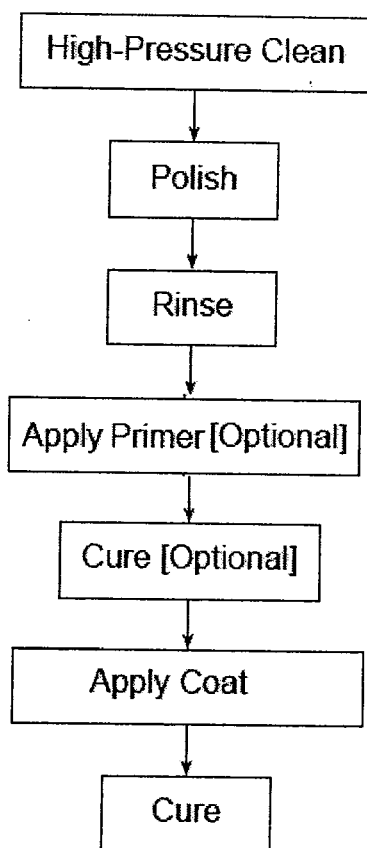 High-Pressure Clean
Polish
Rinse
Apply Primer [Optional]
Cure [Optional]
Apply Coat
Cure